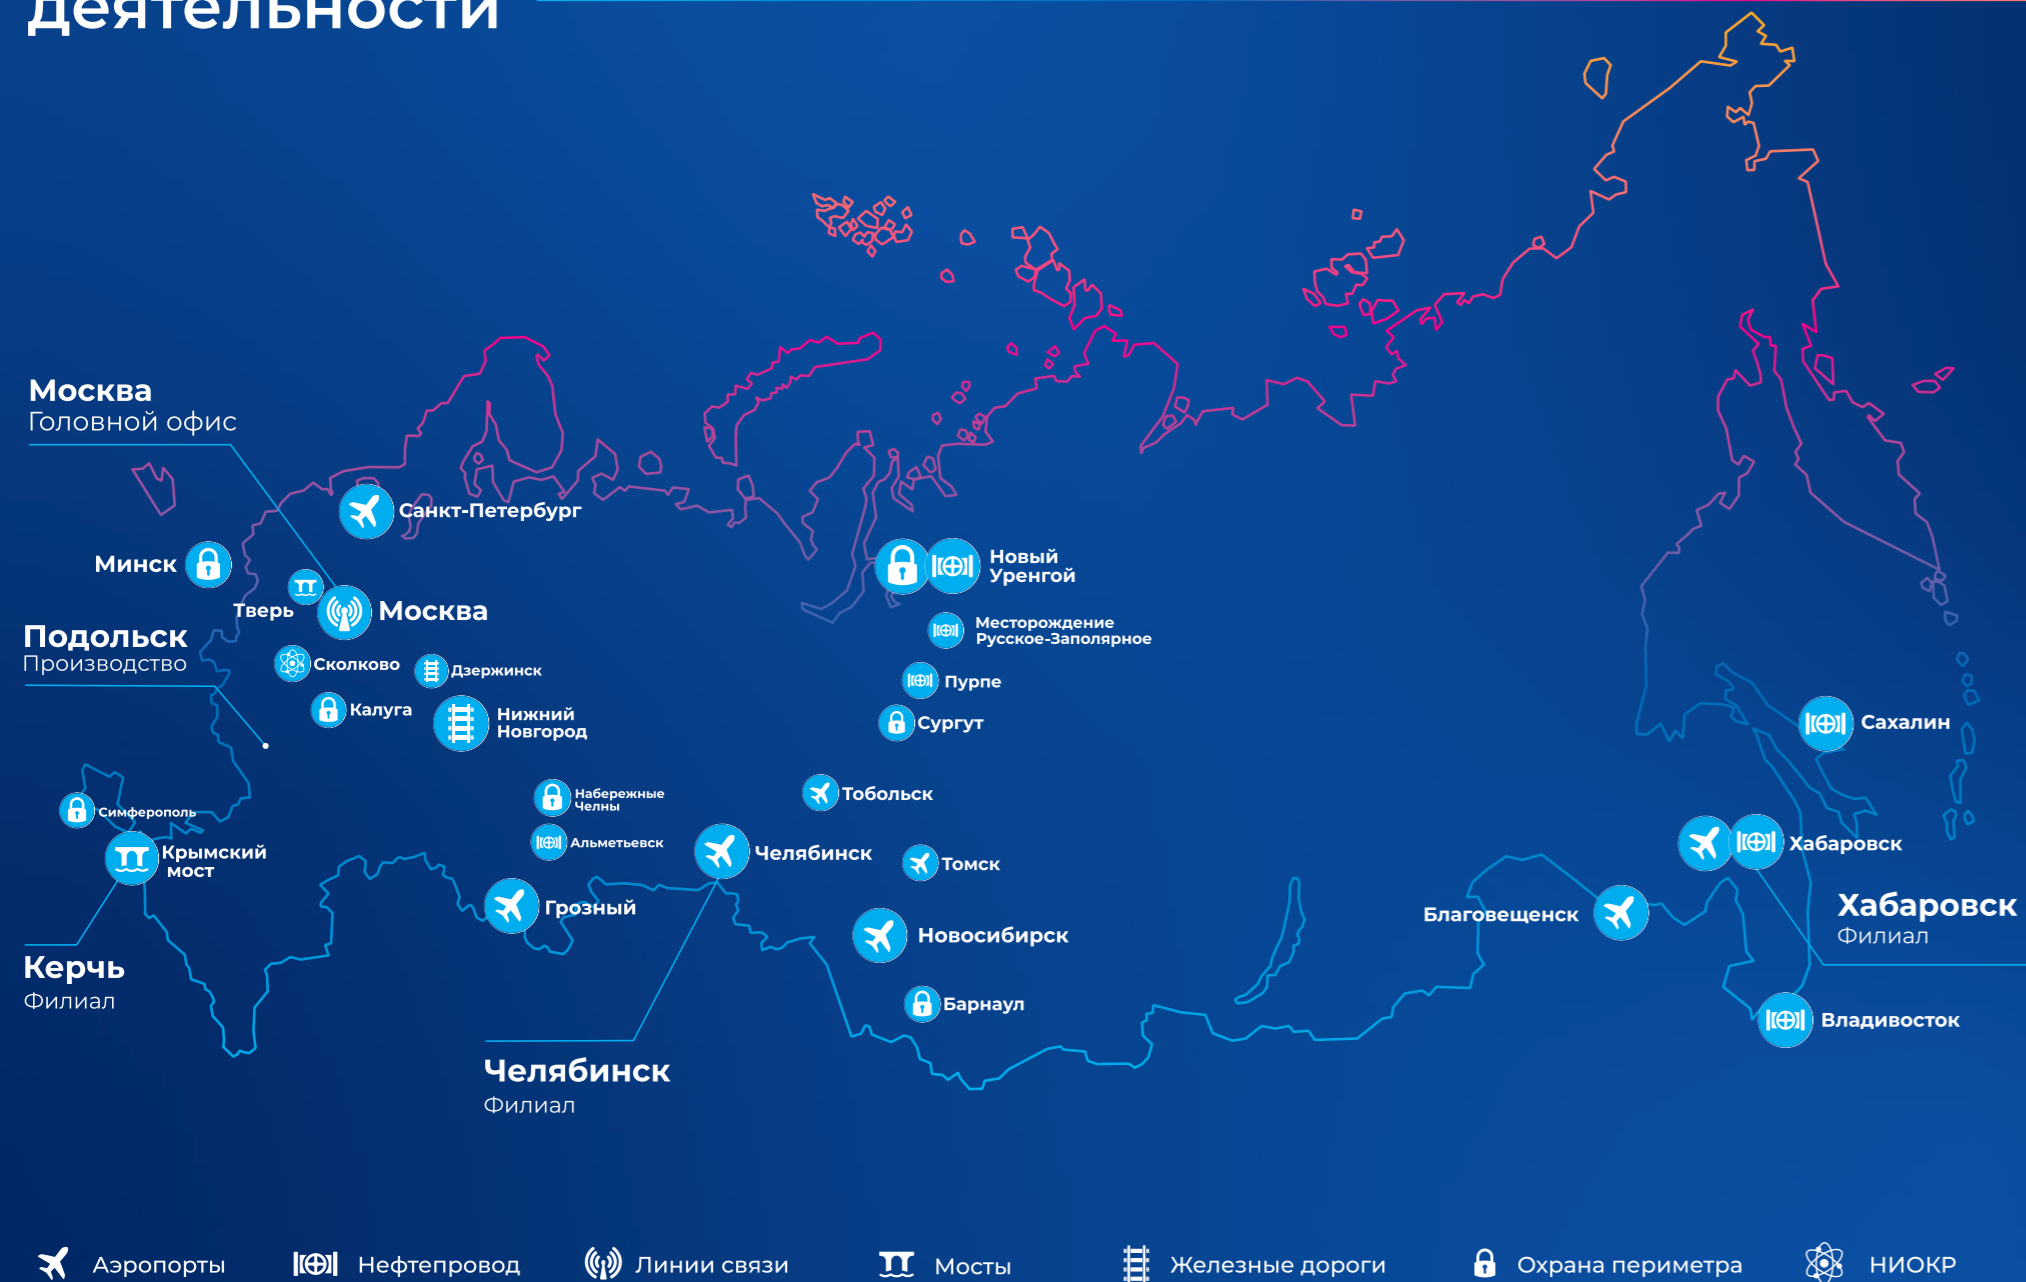 деятельности
Москва
Головной офис
Санкт-Петербург
Минск
Тверь
Москва
Подольск
Производство
Сколково
Дзержинск
Калуга
Нижний
Новгород
Новый
Уренгой
Месторождение
Русское-Заполярное
Пурпе
Сургут
Сахалин
Симферополь
Набережные
Челны
Тобольск
Альметьевск
Крымский
мост
Челябинск
Томск
Хабаровск
Грозный
Новосибирск
Благовещенск
Хабаровск
Филиал
Керчь
Филиал
Барнаул
Владивосток
Челябинск
Филиал
Аэропорты
Нефтепровод
Линии связи
Мосты
Железные дороги
Охрана периметра
НИОКР